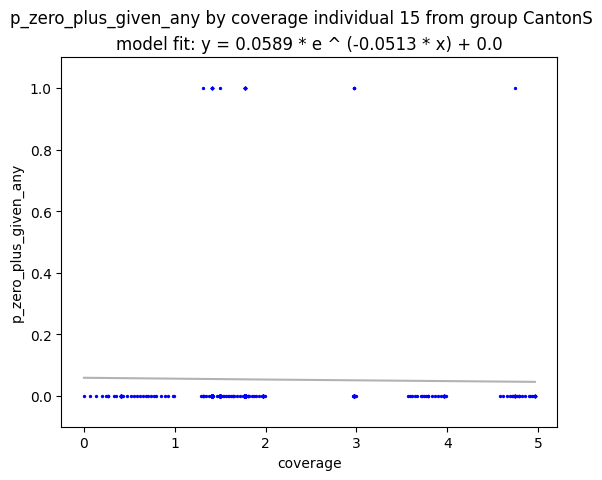 p_zero_plus_given_any by coverage individual 15 from group CantonS
model fit: y = 0.0589 * e ^ (-0.0513 * x) + 0.0
1.0
0.8
0.6
0.4
0.2
0.0
p_zero_plus_given_any
0 1 2 3 4 5
coverage